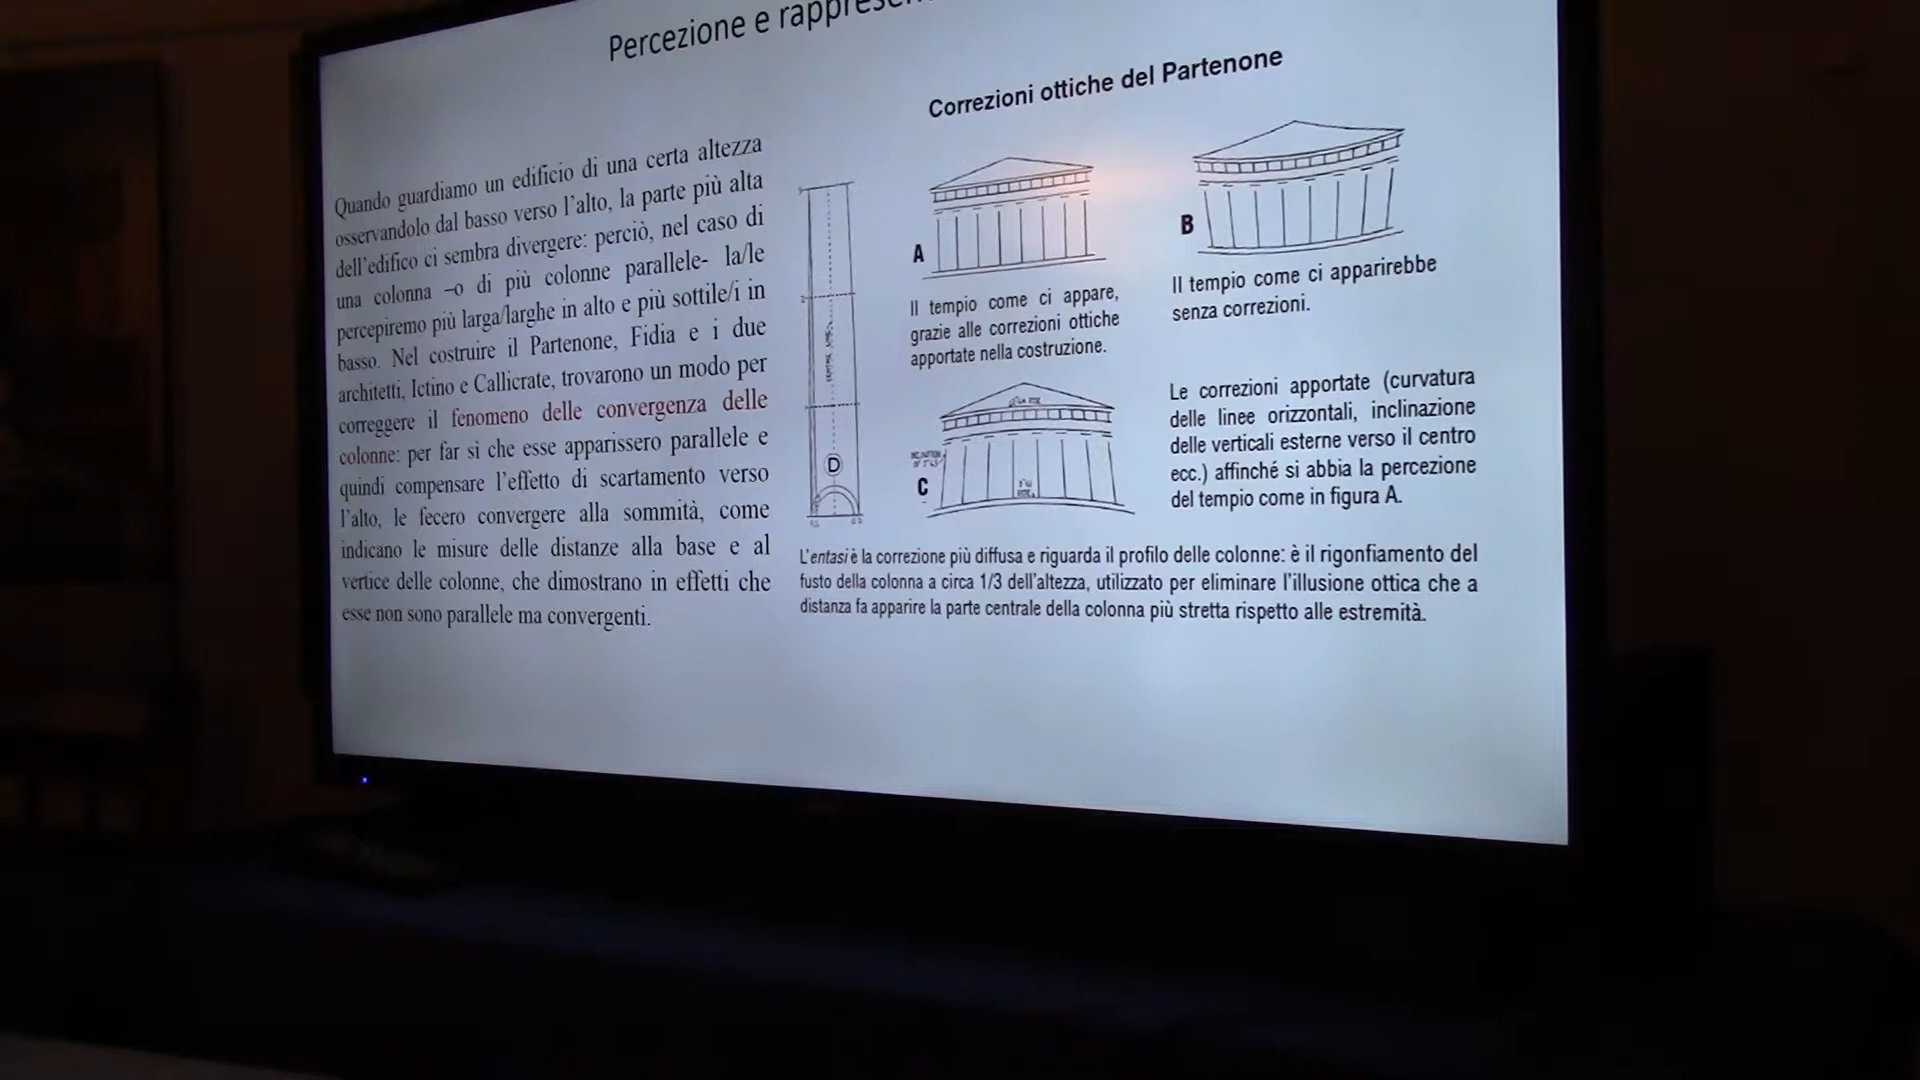 Percezione e
Correzioni ottiche del Partenone
Quando guardiamo un edificio di una certa altezza
osservandolo dal basso verso l'alto, la parte più alta
dell'edifico ci sembra divergere: perciò, nel caso di
una colonna –o di più colonne parallele- la/le
percepiremo più larga/larghe in alto e più sottile/i in
basso. Nel costruire il Partenone, Fidia e i due
architetti, Ictino e Callicrate, trovarono un modo per
correggere il fenomeno delle convergenza delle
colonne: per far sì che esse apparissero parallele e
quindi compensare l'effetto di scartamento verso
l'alto, le fecero convergere alla sommità, come
indicano le misure delle distanze alla base e al
vertice delle colonne, che dimostrano in effetti che
esse non sono parallele ma convergenti.
D
A
Il tempio come ci appare,
grazie alle correzioni ottiche
apportate nella costruzione.
B
Il tempio come ci apparirebbe
senza correzioni.
C
Le correzioni apportate (curvatura
delle linee orizzontali, inclinazione
delle verticali esterne verso il centro
ecc.) affinché si abbia la percezione
del tempio come in figura A.
L'entasi è la correzione più diffusa e riguarda il profilo delle colonne: è il rigonfiamento del
fusto della colonna a circa 1/3 dell'altezza, utilizzato per eliminare l'illusione ottica che a
distanza fa apparire la parte centrale della colonna più stretta rispetto alle estremità.